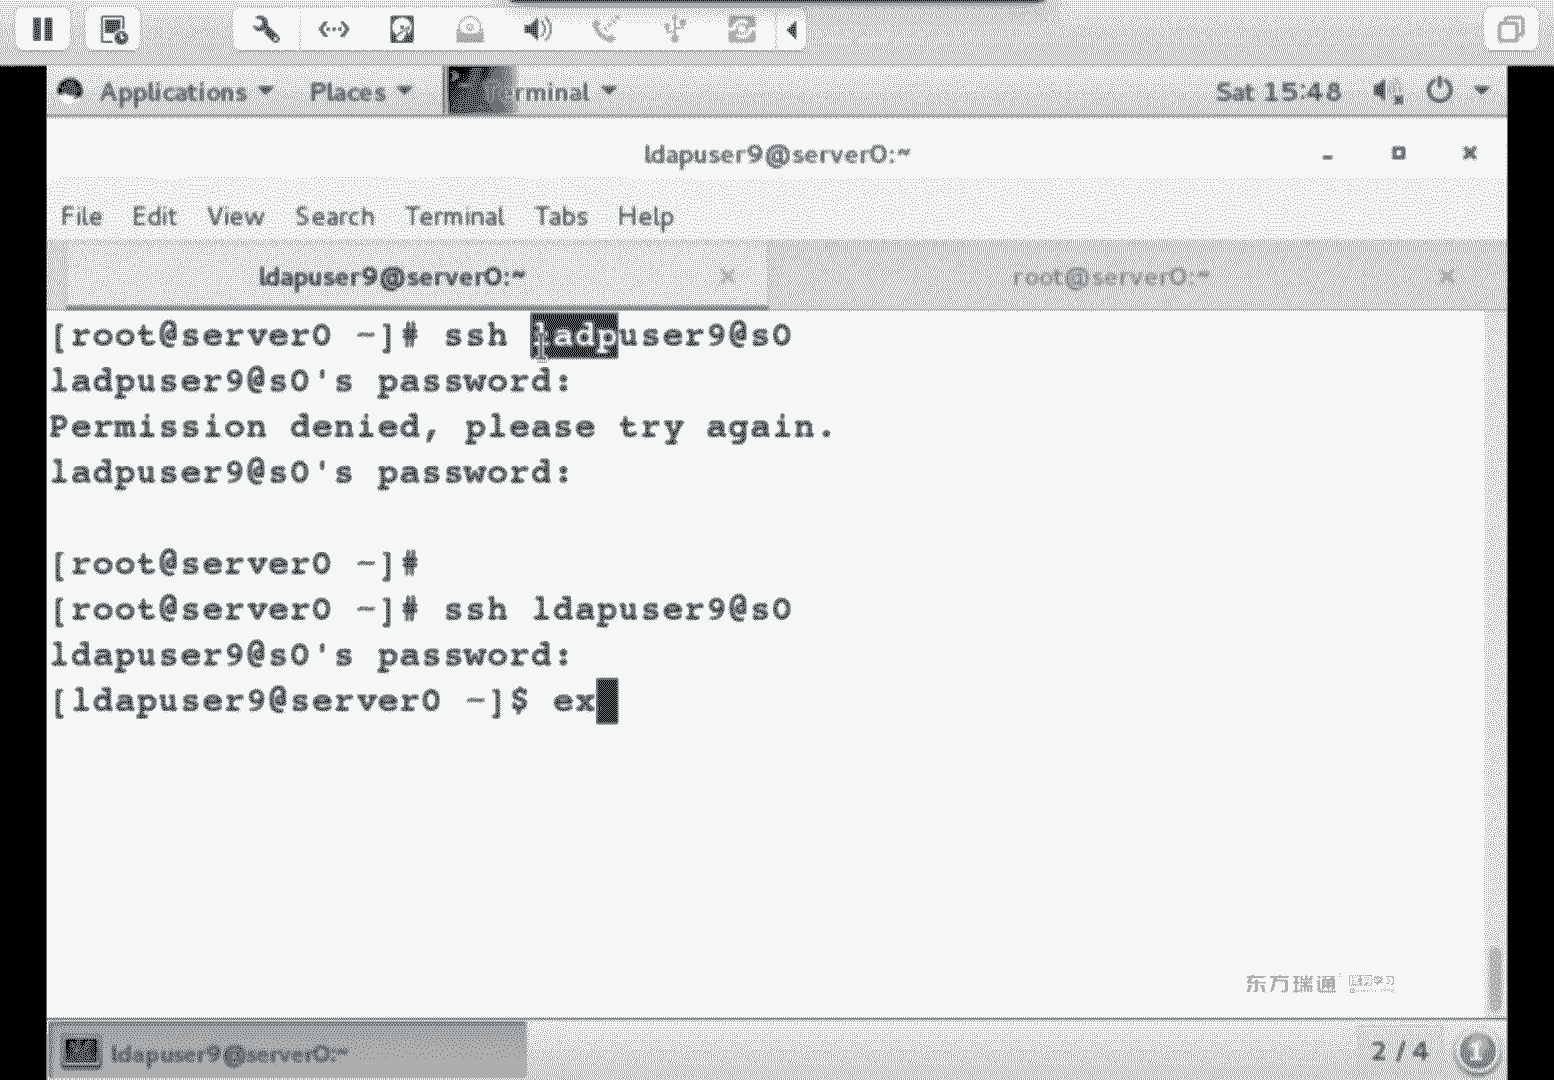 Applications Places Terminal Sat 15:48
ldapuser9@server0:~
File Edit View Search Terminal Tabs Help
ldapuser9@server0:~ root@server0:~
[root@server0 ~]# ssh ladpuser9@s0
ladpuser9@s0's password:
Permission denied, please try again.
ladpuser9@s0's password:
[root@server0 ~]#
[root@server0 ~]# ssh ldapuser9@s0
ldapuser9@s0's password:
[ldapuser9@server0 ~]$ ex
东方瑞通
ldapuser9@server0:~ 2 / 4 1